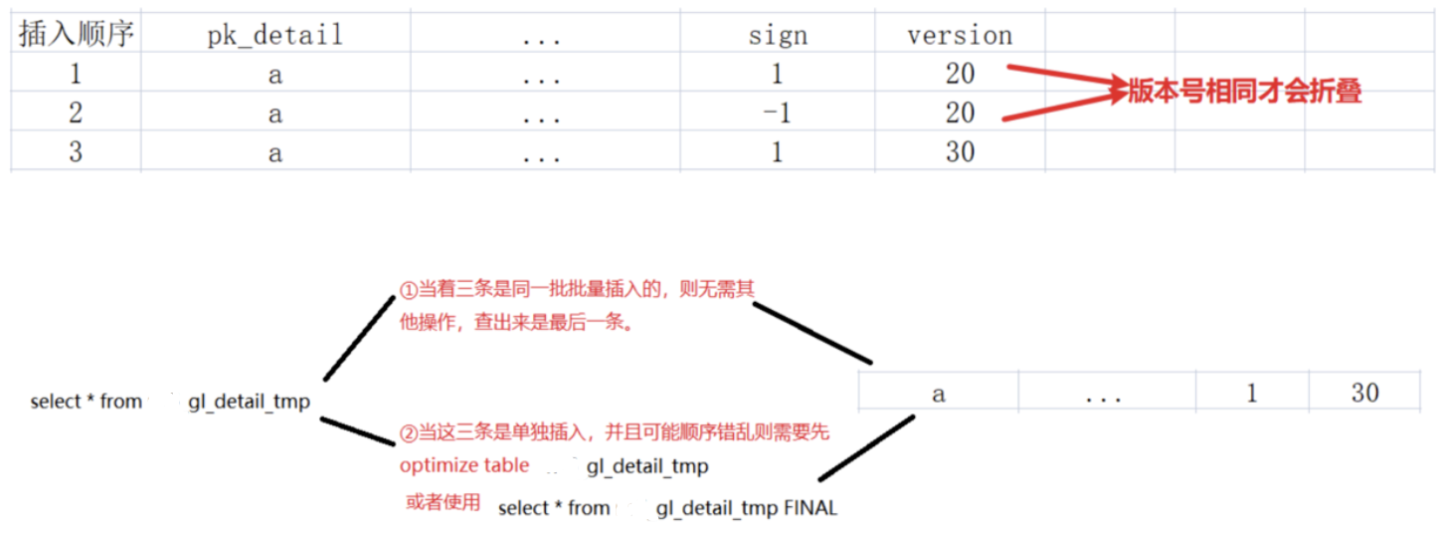 插入顺序 pk_detail ... sign version
1 a ... 1 20
2 a ... -1 20
3 a ... 1 30
版本号相同才会折叠
①当着三条是同一批批量插入的，则无需其
他操作，查出来是最后一条。
select * from gl_detail_tmp
a ... 1 30
②当这三条是单独插入，并且可能顺序错乱则需要先
optimize table gl_detail_tmp
或者使用 select * from gl_detail_tmp FINAL